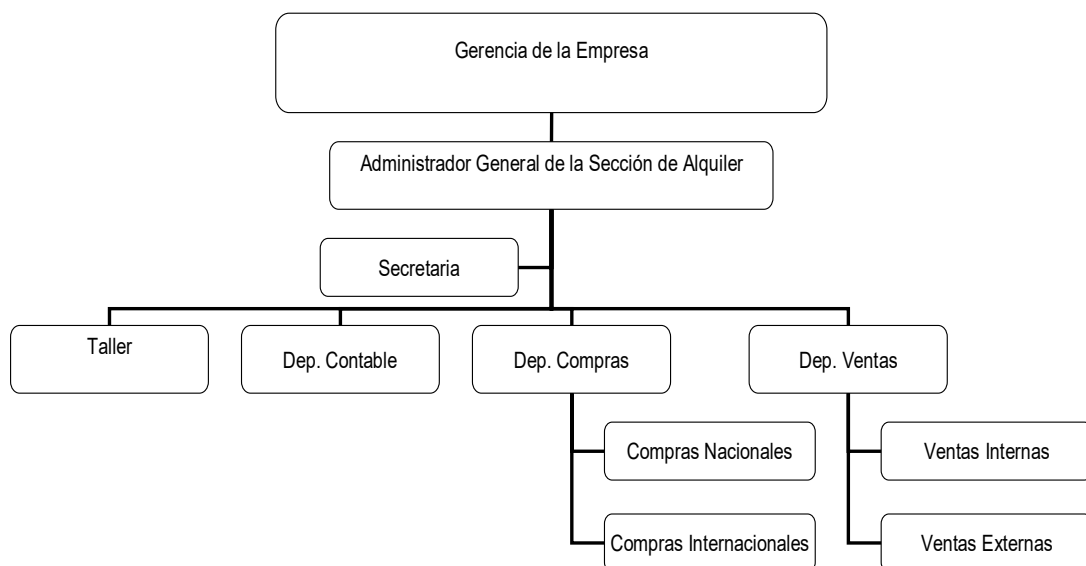 Gerencia de la Empresa
Administrador General de la Sección de Alquiler
Secretaria
Taller
Dep. Contable
Dep. Compras
Dep. Ventas
Compras Nacionales
Ventas Internas
Compras Internacionales
Ventas Externas